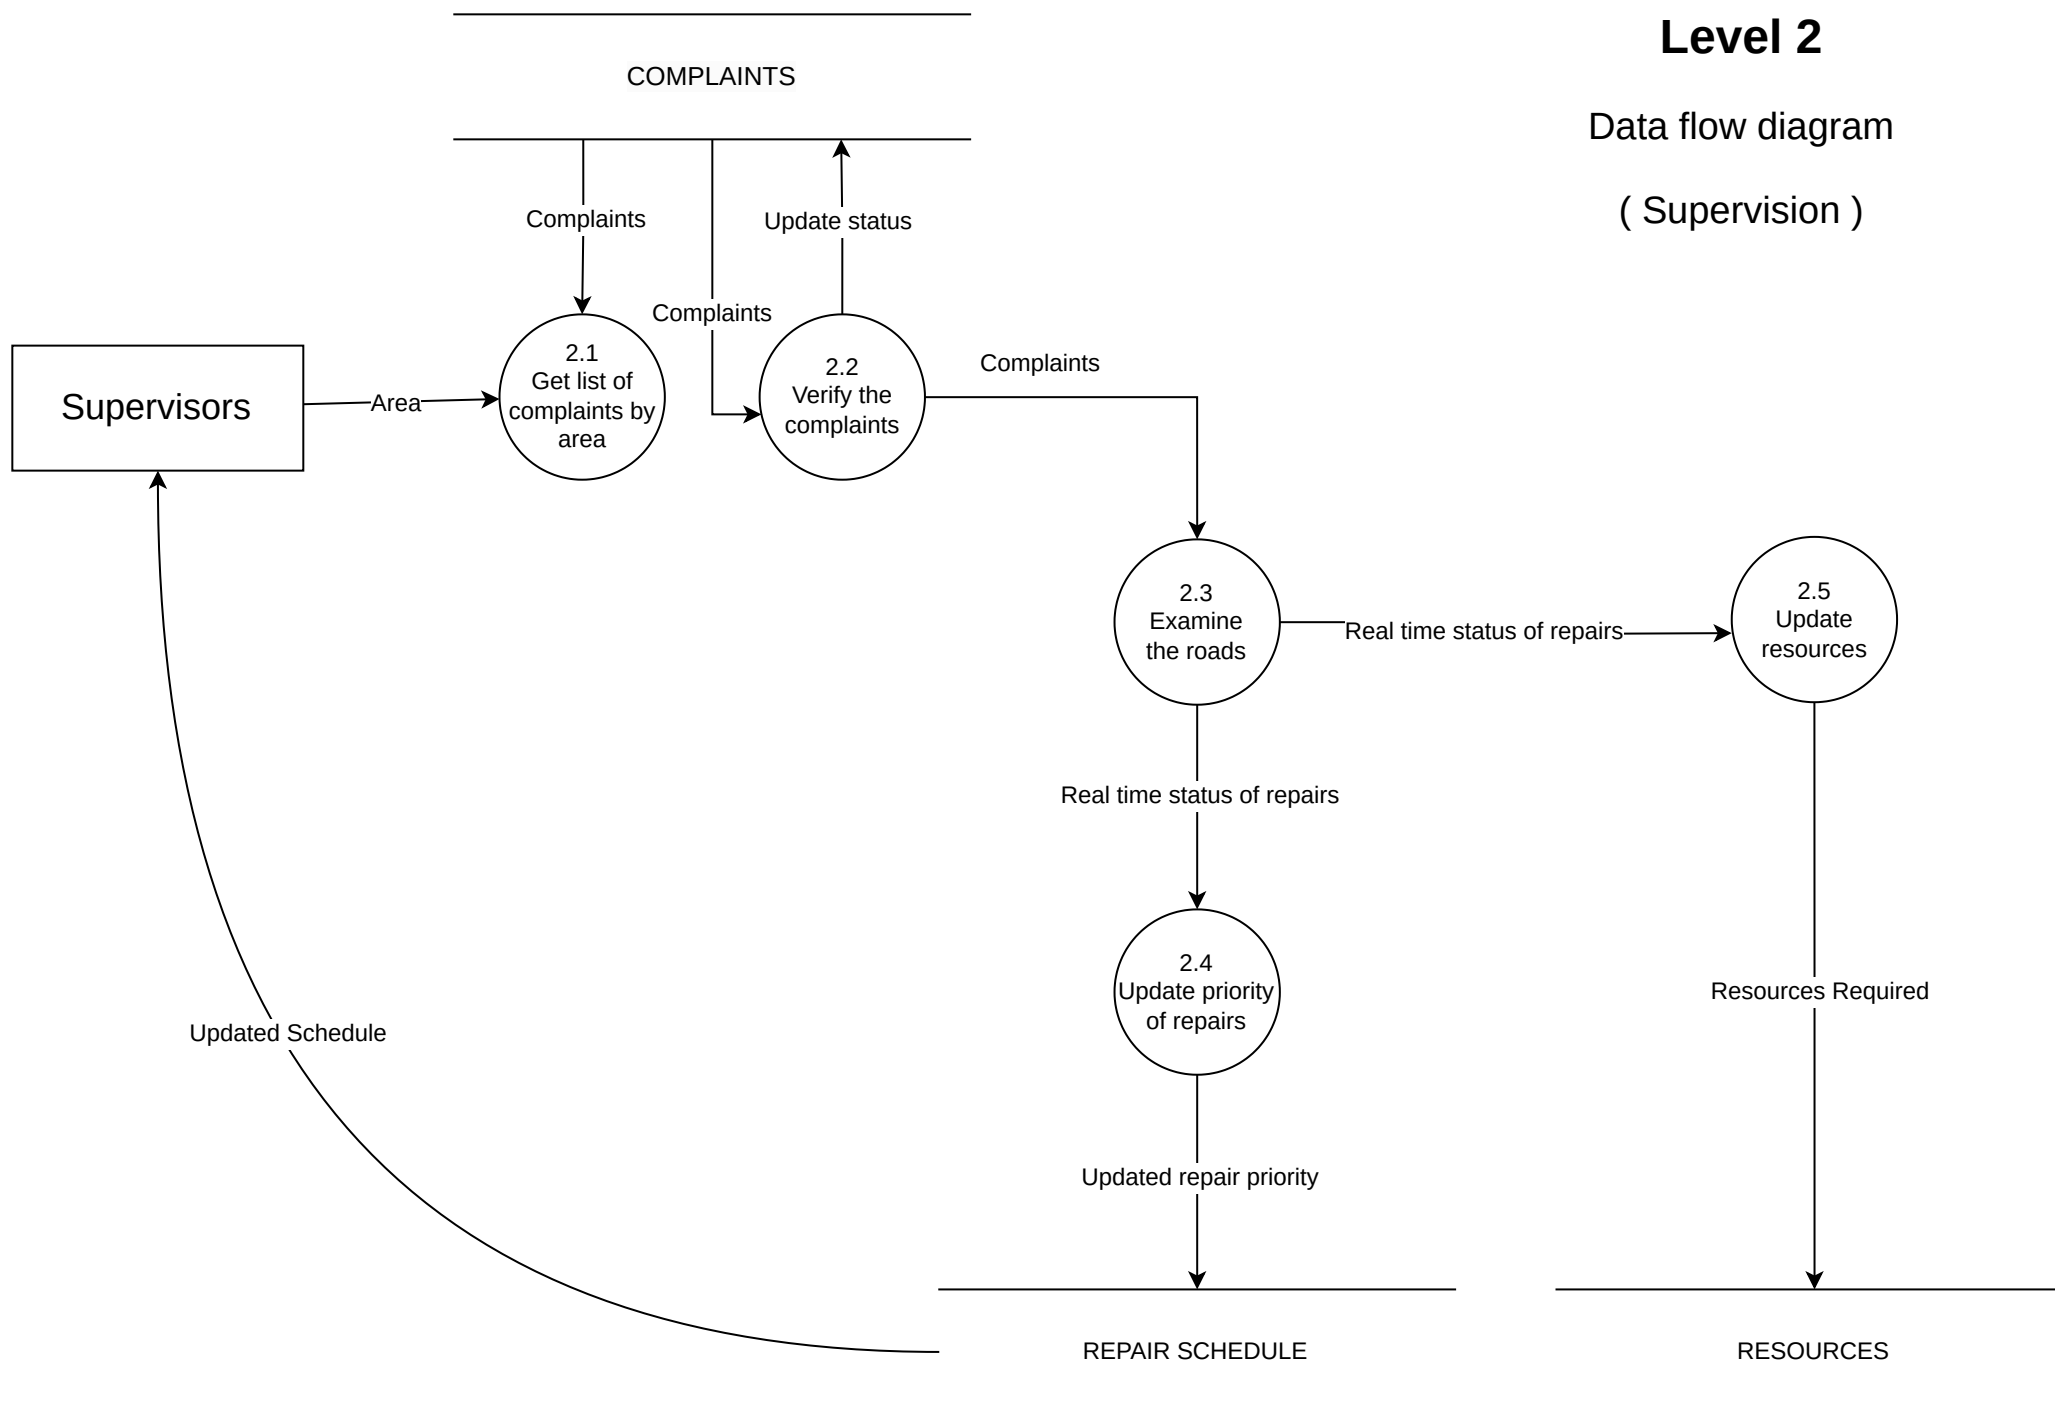 Level 2
Data flow diagram
( Supervision )
COMPLAINTS
Complaints
Update status
Complaints
Supervisors
Area
2.1
Get list of
complaints by
area
2.2
Verify the
complaints
Complaints
2.3
Examine
the roads
Real time status of repairs
2.5
Update
resources
Real time status of repairs
2.4
Update priority
of repairs
Resources Required
Updated Schedule
Updated repair priority
REPAIR SCHEDULE
RESOURCES